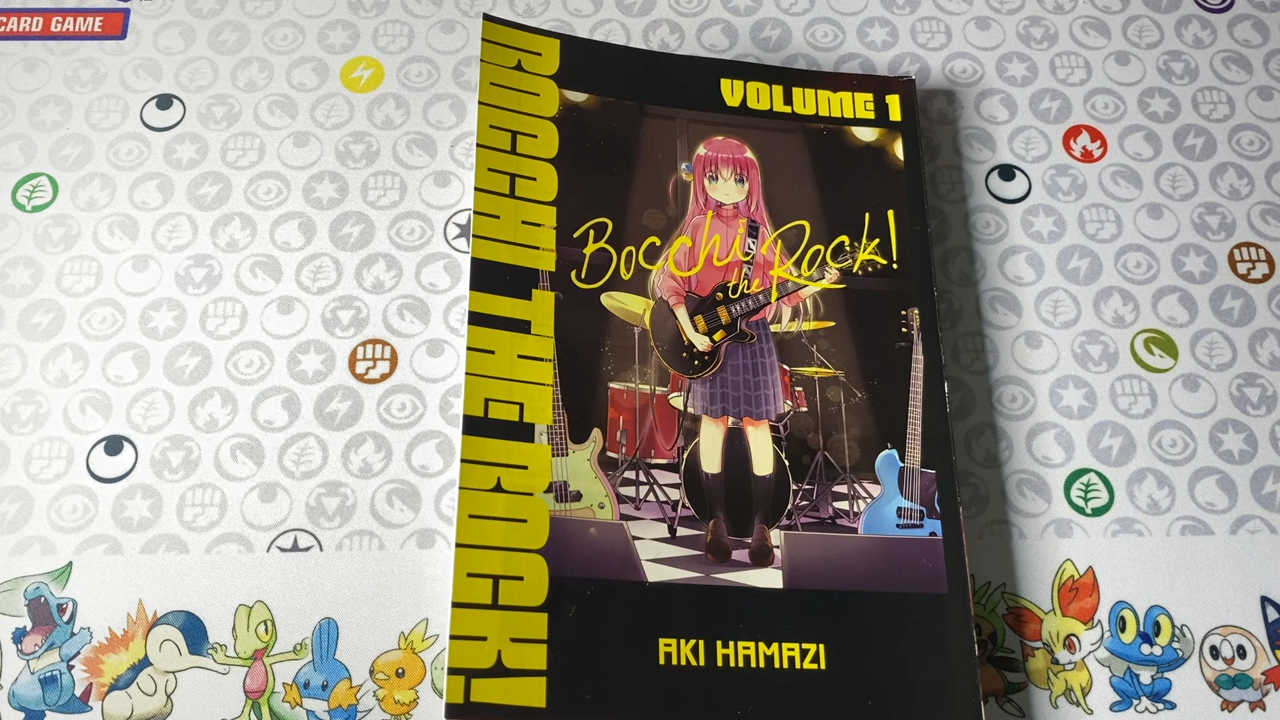 CARD GAME
BOCCHI THE ROCK!
VOLUME 1
Bocchi
the Rock!
AKI HAMAZI